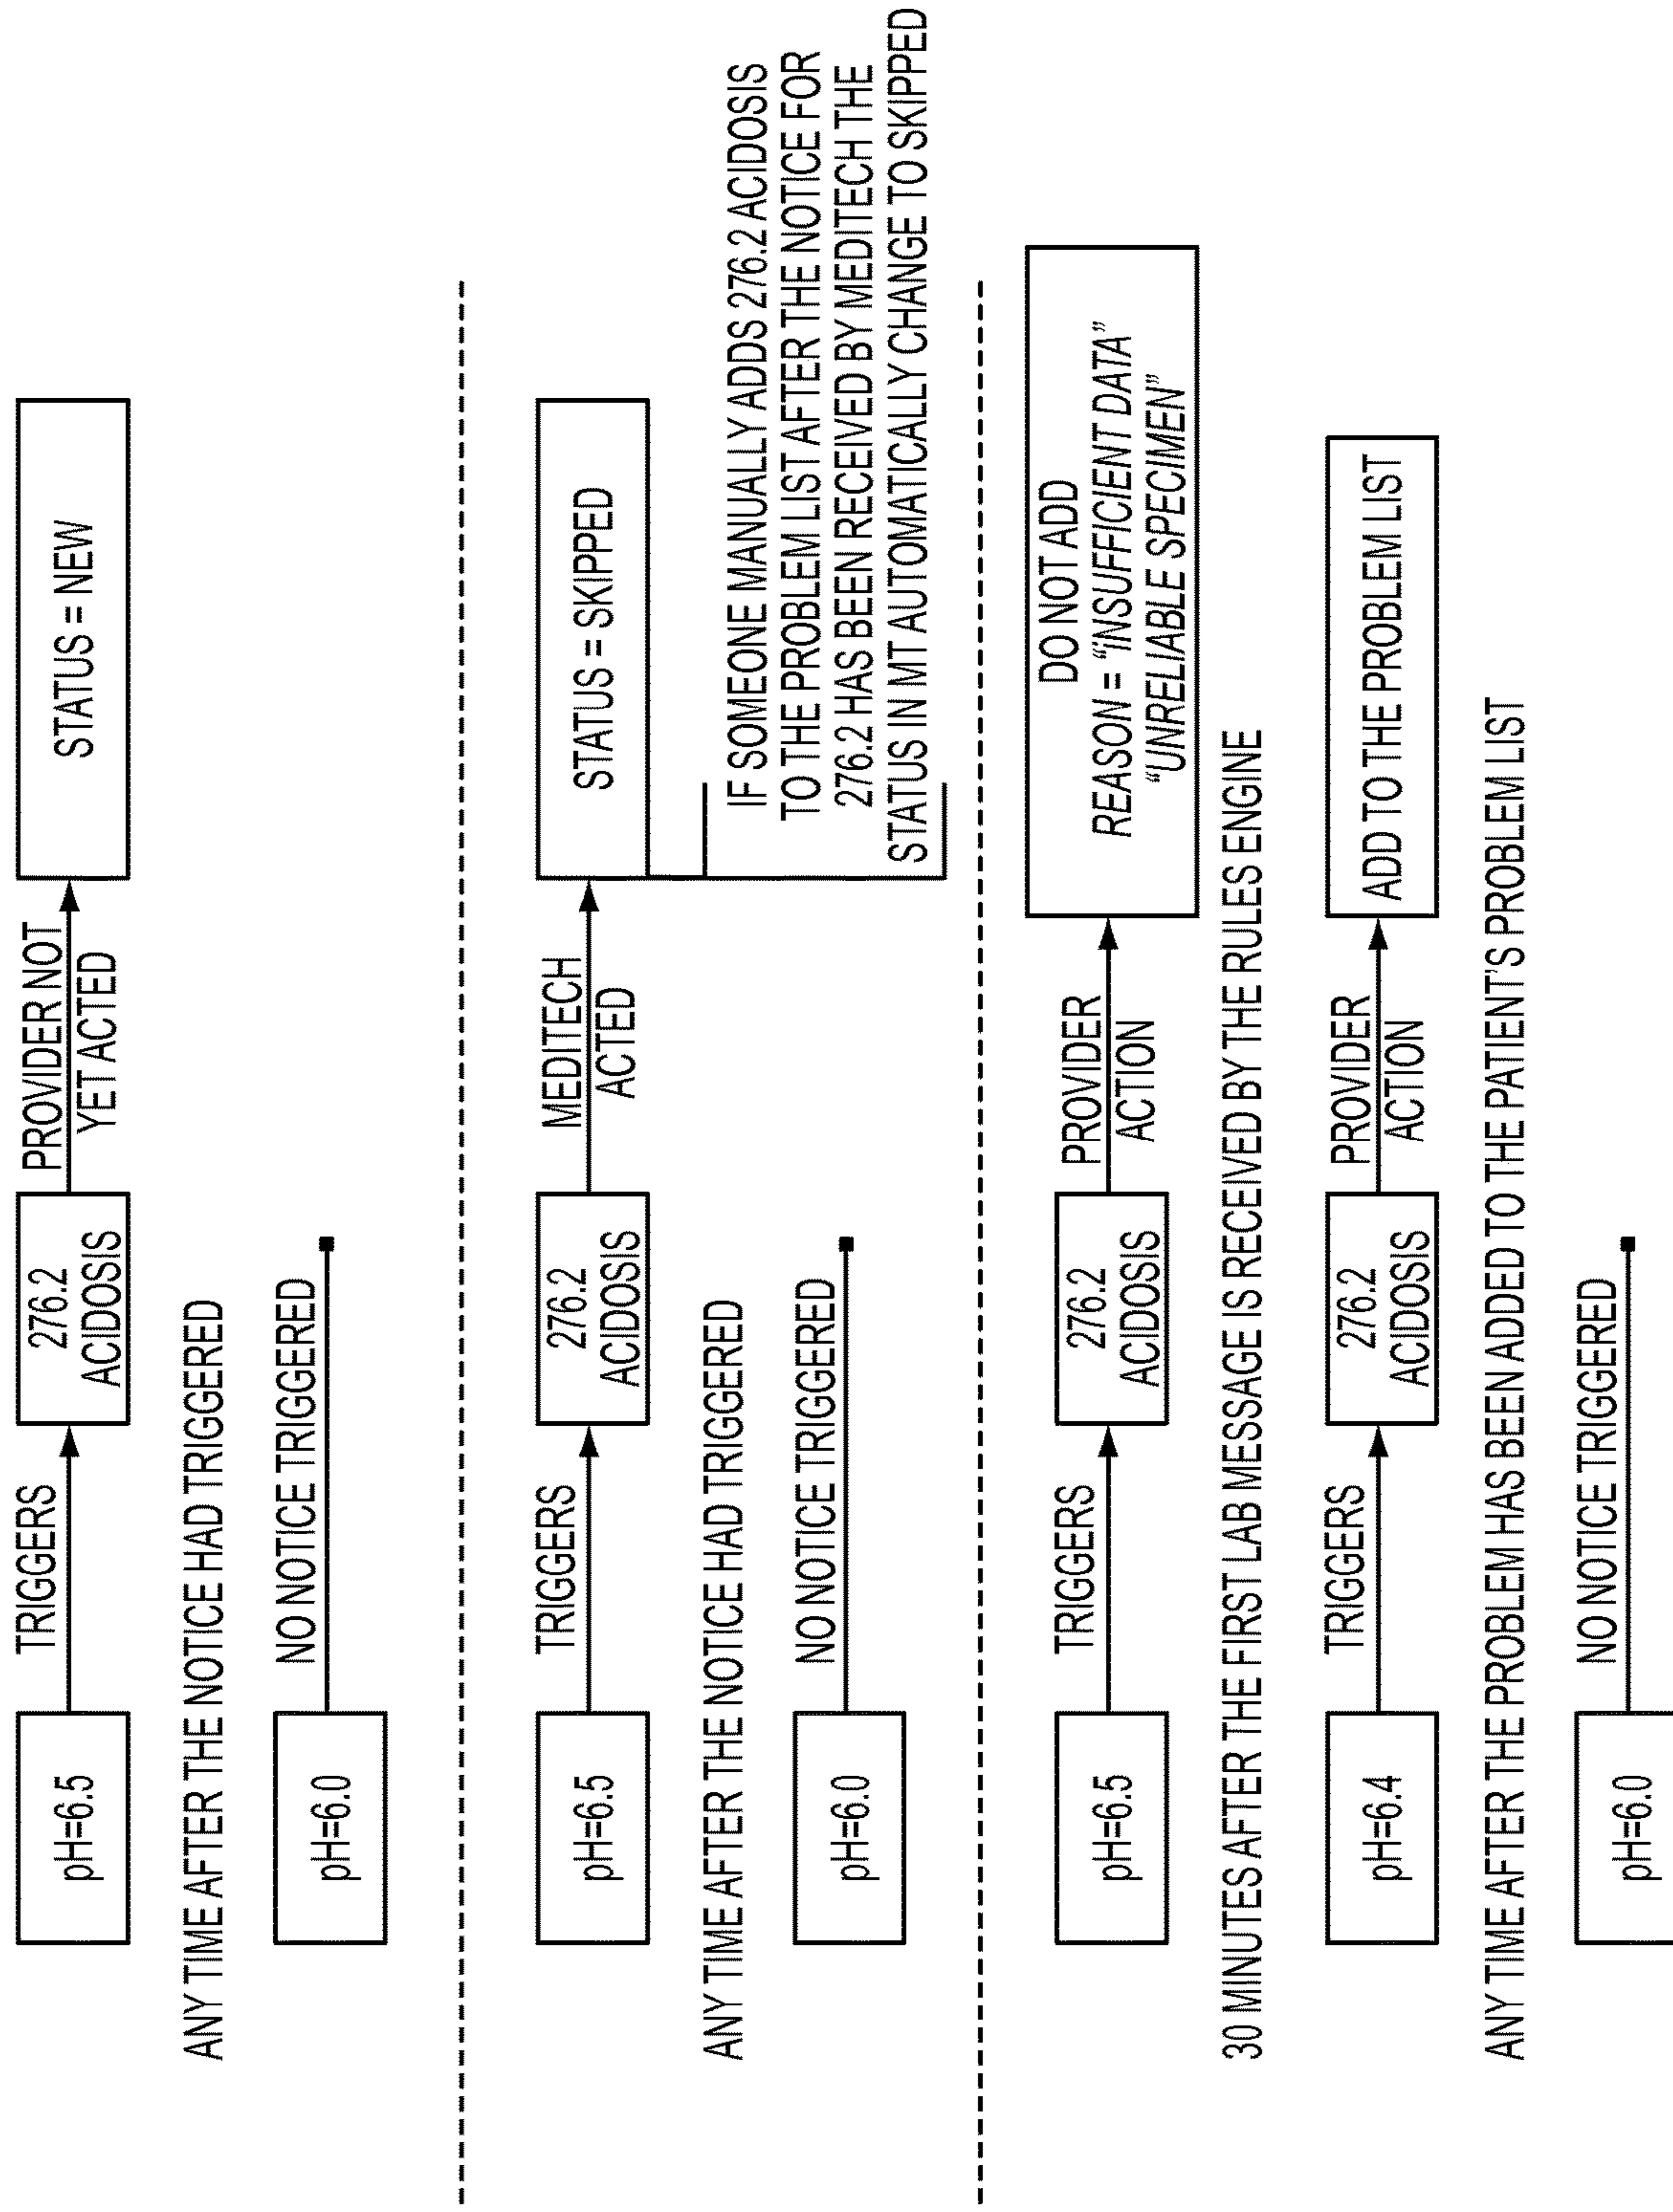 pH=6.5
TRIGGERS
276.2
ACIDOSIS
PROVIDER NOT
YET ACTED
STATUS = NEW
ANY TIME AFTER THE NOTICE HAD TRIGGERED
pH=6.0
NO NOTICE TRIGGERED
pH=6.5
TRIGGERS
276.2
ACIDOSIS
MEDITECH
ACTED
STATUS = SKIPPED
IF SOMEONE MANUALLY ADDS 276.2 ACIDOSIS
TO THE PROBLEM LIST AFTER THE NOTICE FOR
276.2 HAS BEEN RECEIVED BY MEDITECH THE
STATUS IN MT AUTOMATICALLY CHANGE TO SKIPPED
ANY TIME AFTER THE NOTICE HAD TRIGGERED
pH=6.0
NO NOTICE TRIGGERED
pH=6.5
TRIGGERS
276.2
ACIDOSIS
PROVIDER
ACTION
DO NOT ADD
REASON = “iNSUFFICIENT DATA”
“UNRELIABLE SPECIMEN”
30 MINUTES AFTER THE FIRST LAB MESSAGE IS RECEIVED BY THE RULES ENGINE
pH=6.4
TRIGGERS
276.2
ACIDOSIS
PROVIDER
ACTION
ADD TO THE PROBLEM LIST
ANY TIME AFTER THE PROBLEM HAS BEEN ADDED TO THE PATIENT’S PROBLEM LIST
pH=6.0
NO NOTICE TRIGGERED